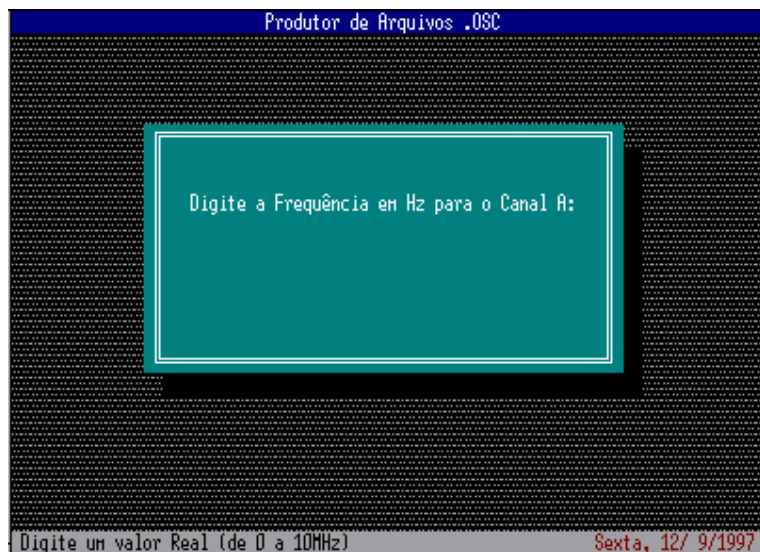 Produtor de Arquivos .OSC
Digite a Frequência em Hz para o Canal A:
Digite um valor Real (de 0 a 10MHz) Sexta, 12/ 9/1997